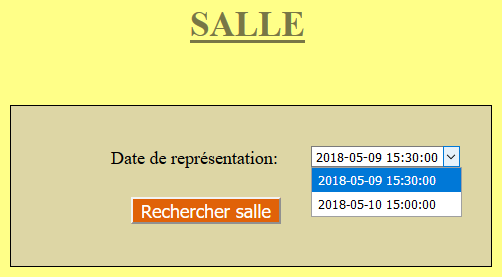 SALLE
Date de représentation: 2018-05-09 15:30:00
2018-05-09 15:30:00
2018-05-10 15:00:00
Rechercher salle